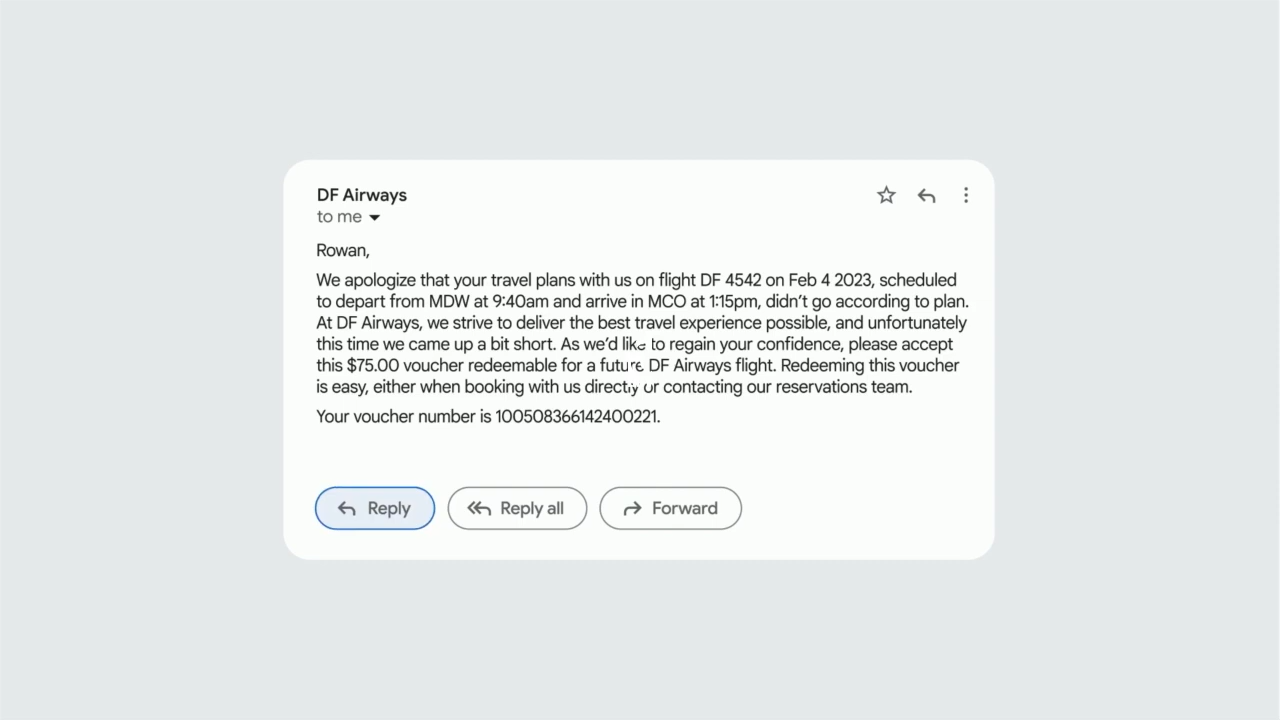 DF Airways
to me
Rowan,
We apologize that your travel plans with us on flight DF 4542 on Feb 4 2023, scheduled
to depart from MDW at 9:40am and arrive in MCO at 1:15pm, didn’t go according to plan.
At DF Airways, we strive to deliver the best travel experience possible, and unfortunately
this time we came up a bit short. As we’d like to regain your confidence, please accept
this $75.00 voucher redeemable for a future DF Airways flight. Redeeming this voucher
is easy, either when booking with us directly or contacting our reservations team.
Your voucher number is 100508366142400221.
Reply
Reply all
Forward